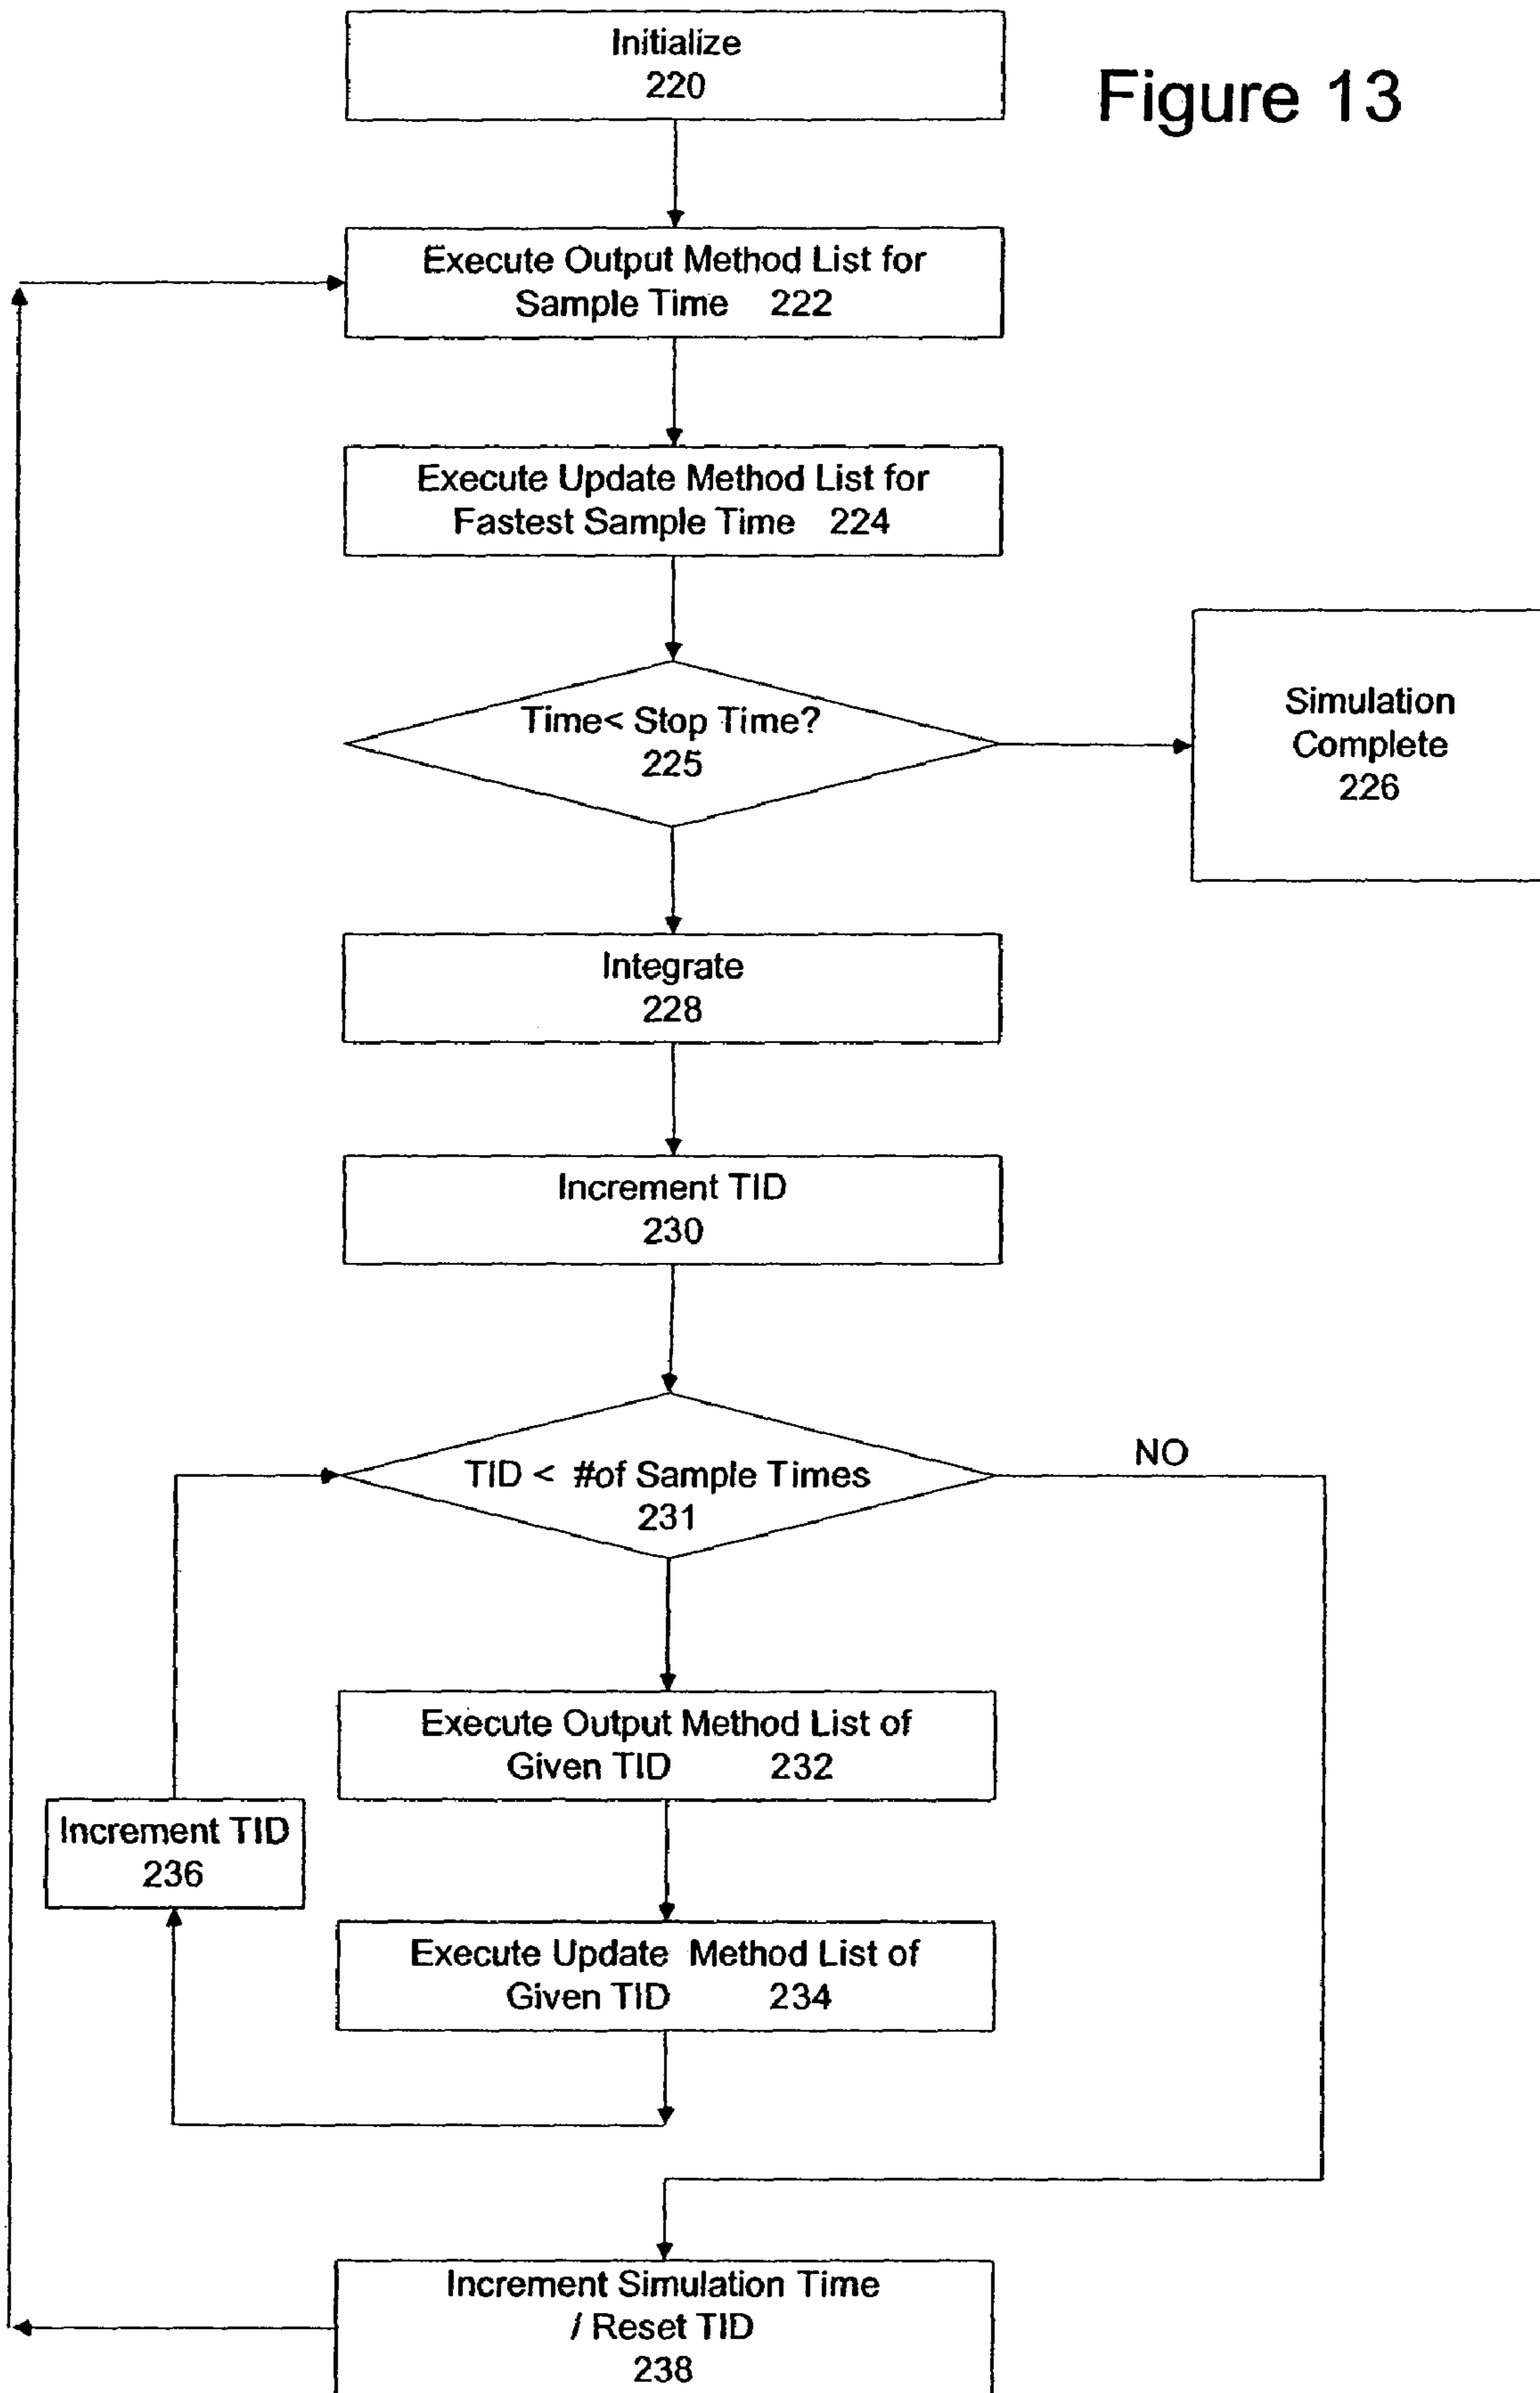 Figure 13
Initialize
220
Execute Output Method List for
Sample Time 222
Execute Update Method List for
Fastest Sample Time 224
Time< Stop Time?
225
Simulation
Complete
226
Integrate
228
Increment TID
230
TID < #of Sample Times
231
NO
Execute Output Method List of
Given TID 232
Increment TID
236
Execute Update Method List of
Given TID 234
Increment Simulation Time
/ Reset TID
238